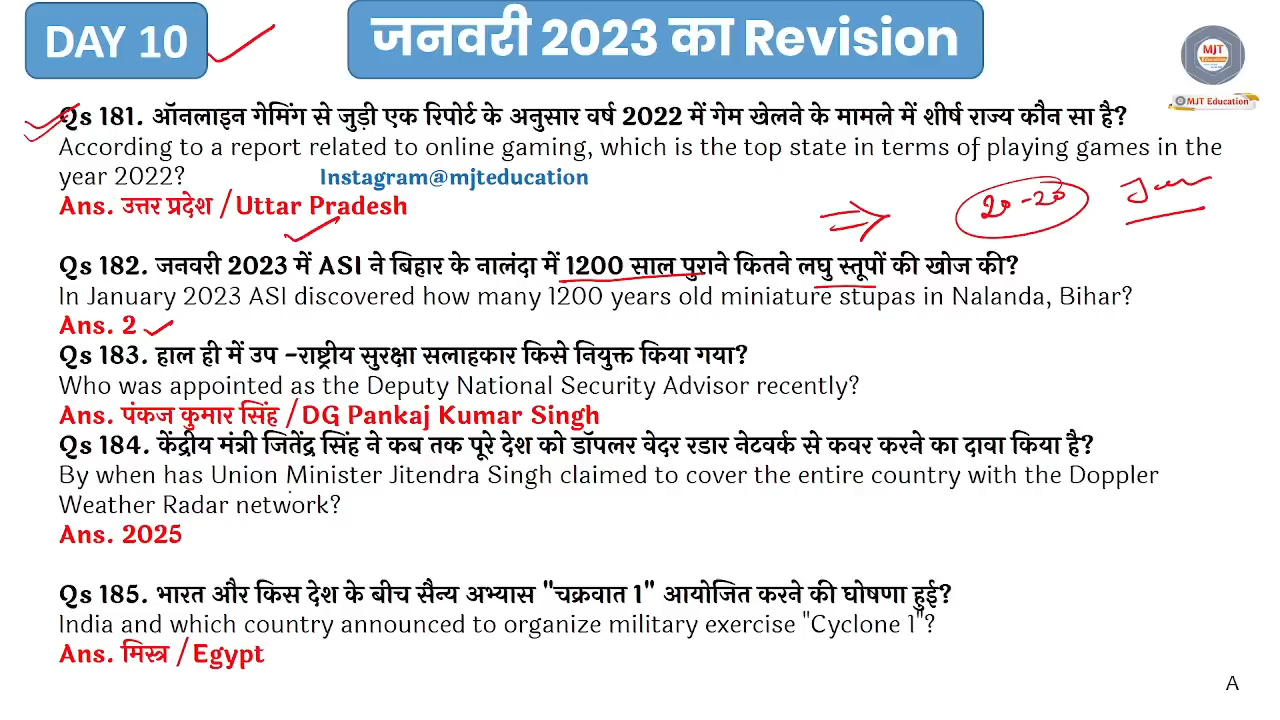 DAY 10
जनवरी 2023 का Revision
MJT
Education
MJT Education
Qs 181. ऑनलाइन गेमिंग से जुड़ी एक रिपोर्ट के अनुसार वर्ष 2022 में गेम खेलने के मामले में शीर्ष राज्य कौन सा है?
According to a report related to online gaming, which is the top state in terms of playing games in the
year 2022? Instagram@mjteducation
Ans. उत्तर प्रदेश /Uttar Pradesh
20-20
Qs 182. जनवरी 2023 में ASI ने बिहार के नालंदा में 1200 साल पुराने कितने लघु स्तूपों की खोज की?
In January 2023 ASI discovered how many 1200 years old miniature stupas in Nalanda, Bihar?
Ans. 2
Qs 183. हाल ही में उप -राष्ट्रीय सुरक्षा सलाहकार किसे नियुक्त किया गया?
Who was appointed as the Deputy National Security Advisor recently?
Ans. पंकज कुमार सिंह /DG Pankaj Kumar Singh
Qs 184. केंद्रीय मंत्री जितेंद्र सिंह ने कब तक पूरे देश को डॉपलर वेदर रडार नेटवर्क से कवर करने का दावा किया है?
By when has Union Minister Jitendra Singh claimed to cover the entire country with the Doppler
Weather Radar network?
Ans. 2025
Qs 185. भारत और किस देश के बीच सैन्य अभ्यास "चक्रवात 1" आयोजित करने की घोषणा हुई?
India and which country announced to organize military exercise "Cyclone 1"?
Ans. मिस्त्र /Egypt
A